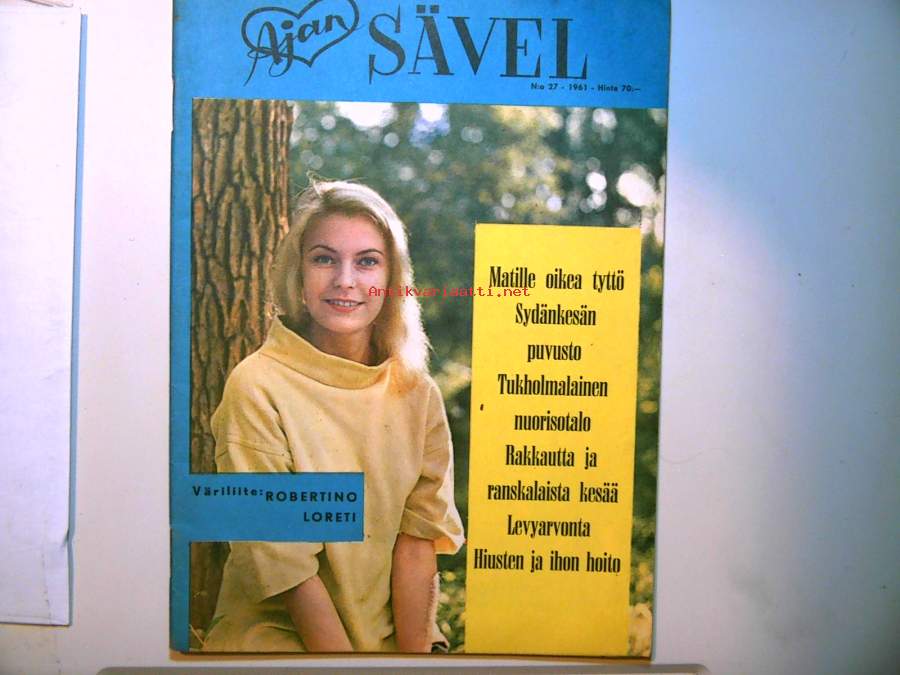 Ajan
SÄVEL
N:o 27 - 1961 - Hinta 70:—
Matille oikea tyttö
Sydänkesän
puvusto
Tukholmalainen
nuorisotalo
Rakkautta ja
ranskalaista kesää
Levyarvonta
Hiusten ja ihon hoito
Väriliite: ROBERTINO
LORETI
Antikvariaatti.net